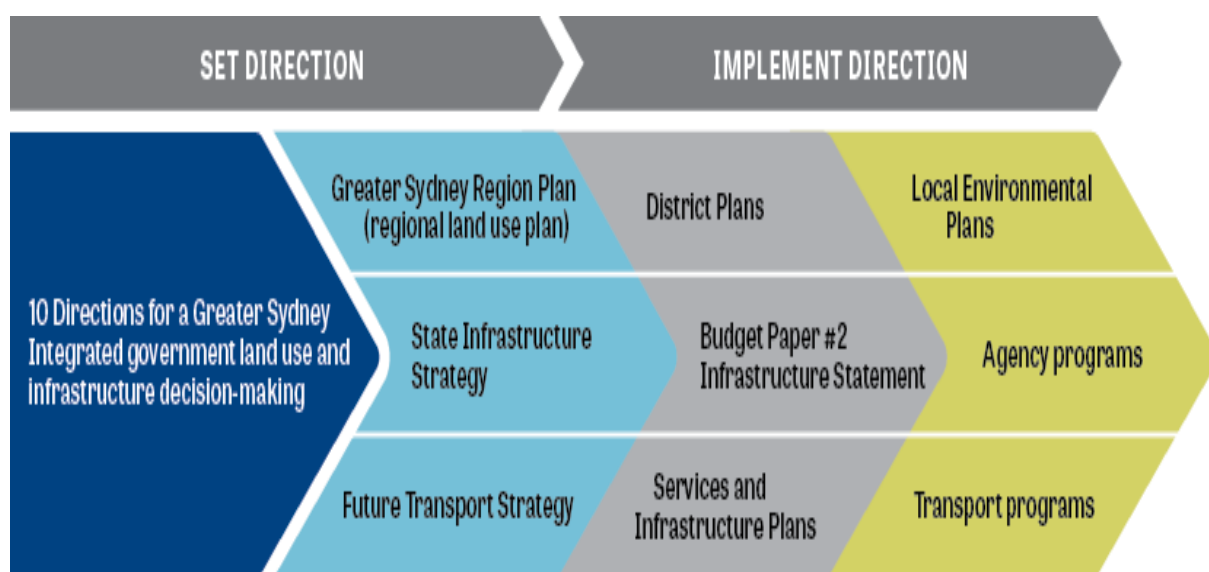 SET DIRECTION
IMPLEMENT DIRECTION
10 Directions for a Greater Sydney
Integrated government land use and
infrastructure decision-making
Greater Sydney Region Plan
(regional land use plan)
District Plans
Local Environmental
Plans
State Infrastructure
Strategy
Budget Paper #2
Infrastructure Statement
Agency programs
Future Transport Strategy
Services and
Infrastructure Plans
Transport programs